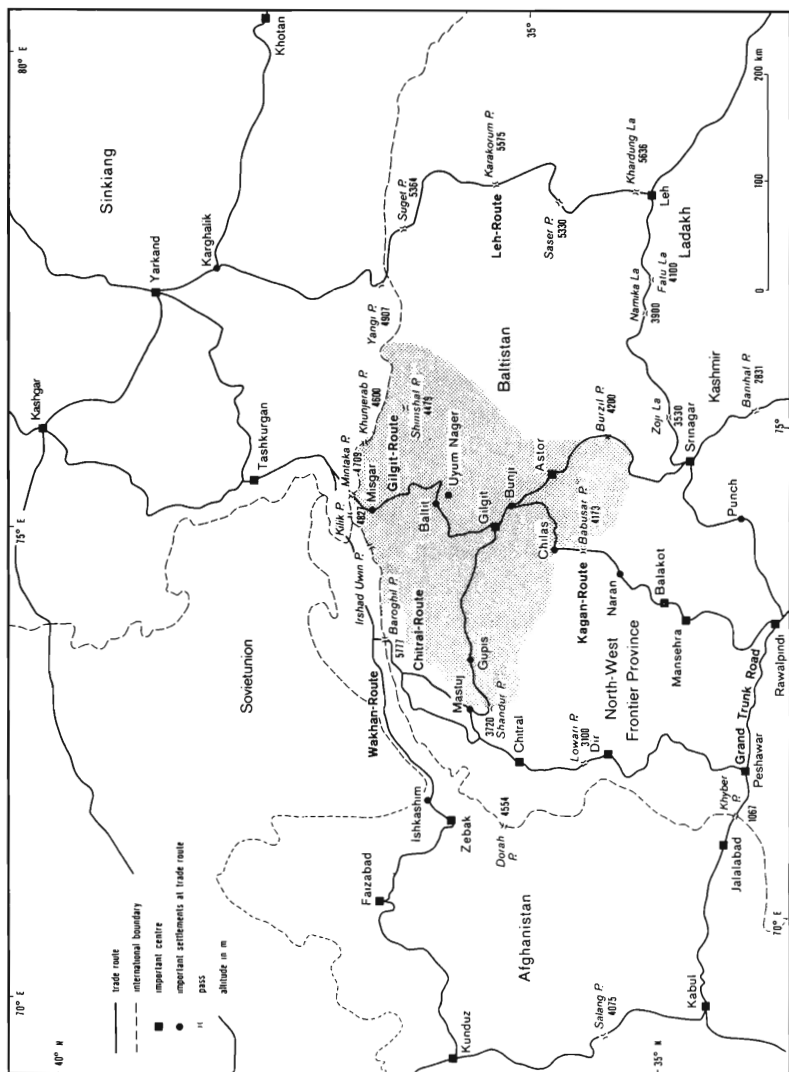 70° E
75° E
80° E
40° N
trade route
international boundary
important centre
important settlements at trade route
pass
altitude in m
Kashgar
Sinkiang
Yarkand
Karghalik
Khotan
Sovietunion
Tashkurgan
Kunduz
Faizabad
Ishkashim
Zebak
Wakhan-Route
Irshad Uwin P.
Kilik P.
4827
Mintaka P.
4709
Misgar
Khunjerab P.
4600
Yangi P.
4907
Sugel P.
5364
Baroghil P.
5777
Chitral-Route
Gilgit-Route
Shimshal P.
4479
Baltit
Uyum Nager
Mastuj
Gupis
Gilgit
3720
Shandur P.
Bunji
Baltistan
Karakorum P.
5575
Leh-Route
35°
Dorah
P.
4554
Chitral
Chilas
Astor
Saser P.
5330
Afghanistan
Lowari P.
3100
Dir
Kagan-Route
Babusar P.
4173
Burzil P.
4200
Salang P.
4075
North-West
Frontier Province
Naran
Balakot
Mansehra
Namika La
3900
Fatu La
4100
Khardung La
5636
Leh
Ladakh
Zoji La
3530
Srinagar
Kashmir
35° N
Kabul
Jalalabad
Khyber
P.
1067
Grand Trunk Road
Peshawar
Rawalpindi
Punch
Banihal P.
2831
70° E
75°
0
100
200 km